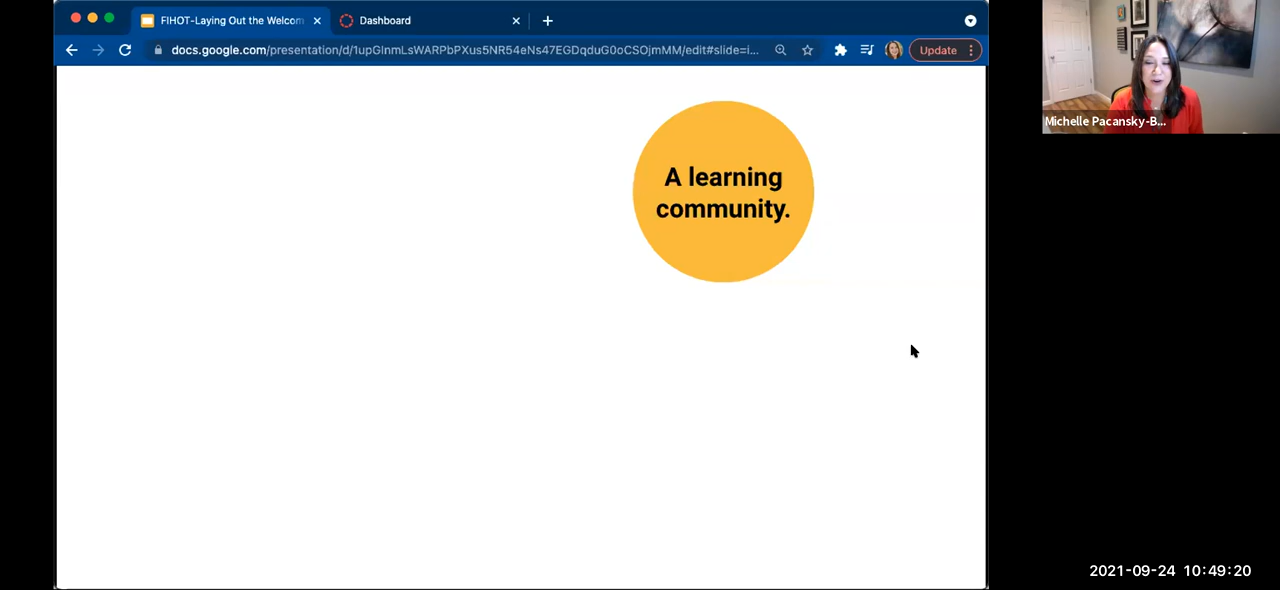 FIHOT-Laying Out the Welcom
Dashboard
docs.google.com/presentation/d/1upGlnmLsWARPbPXus5NR54eNs47EGDqduG0oCSOjmMM/edit#slide=i...
Update
Michelle Pacansky-B...
A learning
community.
2021-09-24 10:49:20